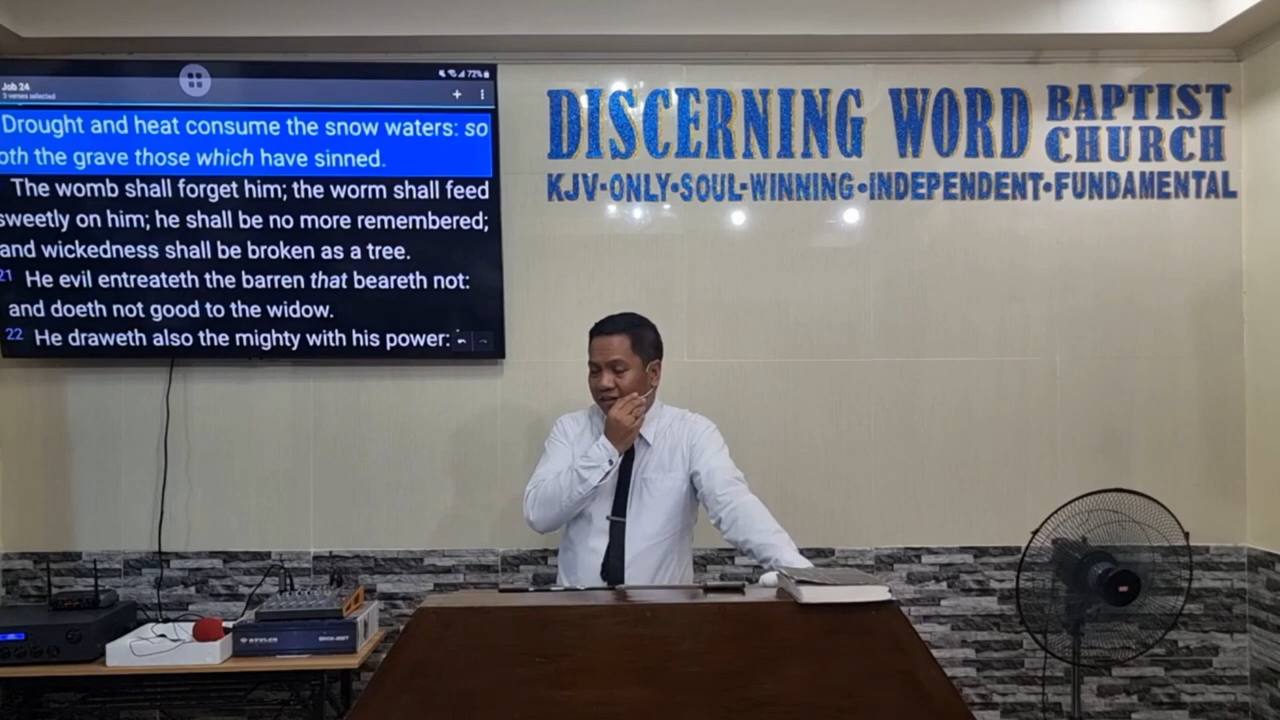 72%
Job 24
3 verses selected
Drought and heat consume the snow waters: so
oth the grave those which have sinned.
The womb shall forget him; the worm shall feed
sweetly on him; he shall be no more remembered;
and wickedness shall be broken as a tree.
21 He evil entreateth the barren that beareth not:
and doeth not good to the widow.
22 He draweth also the mighty with his power:
DISCERNING WORD BAPTIST
CHURCH
KJV•ONLY•SOUL-WINNING•INDEPENDENT•FUNDAMENTAL